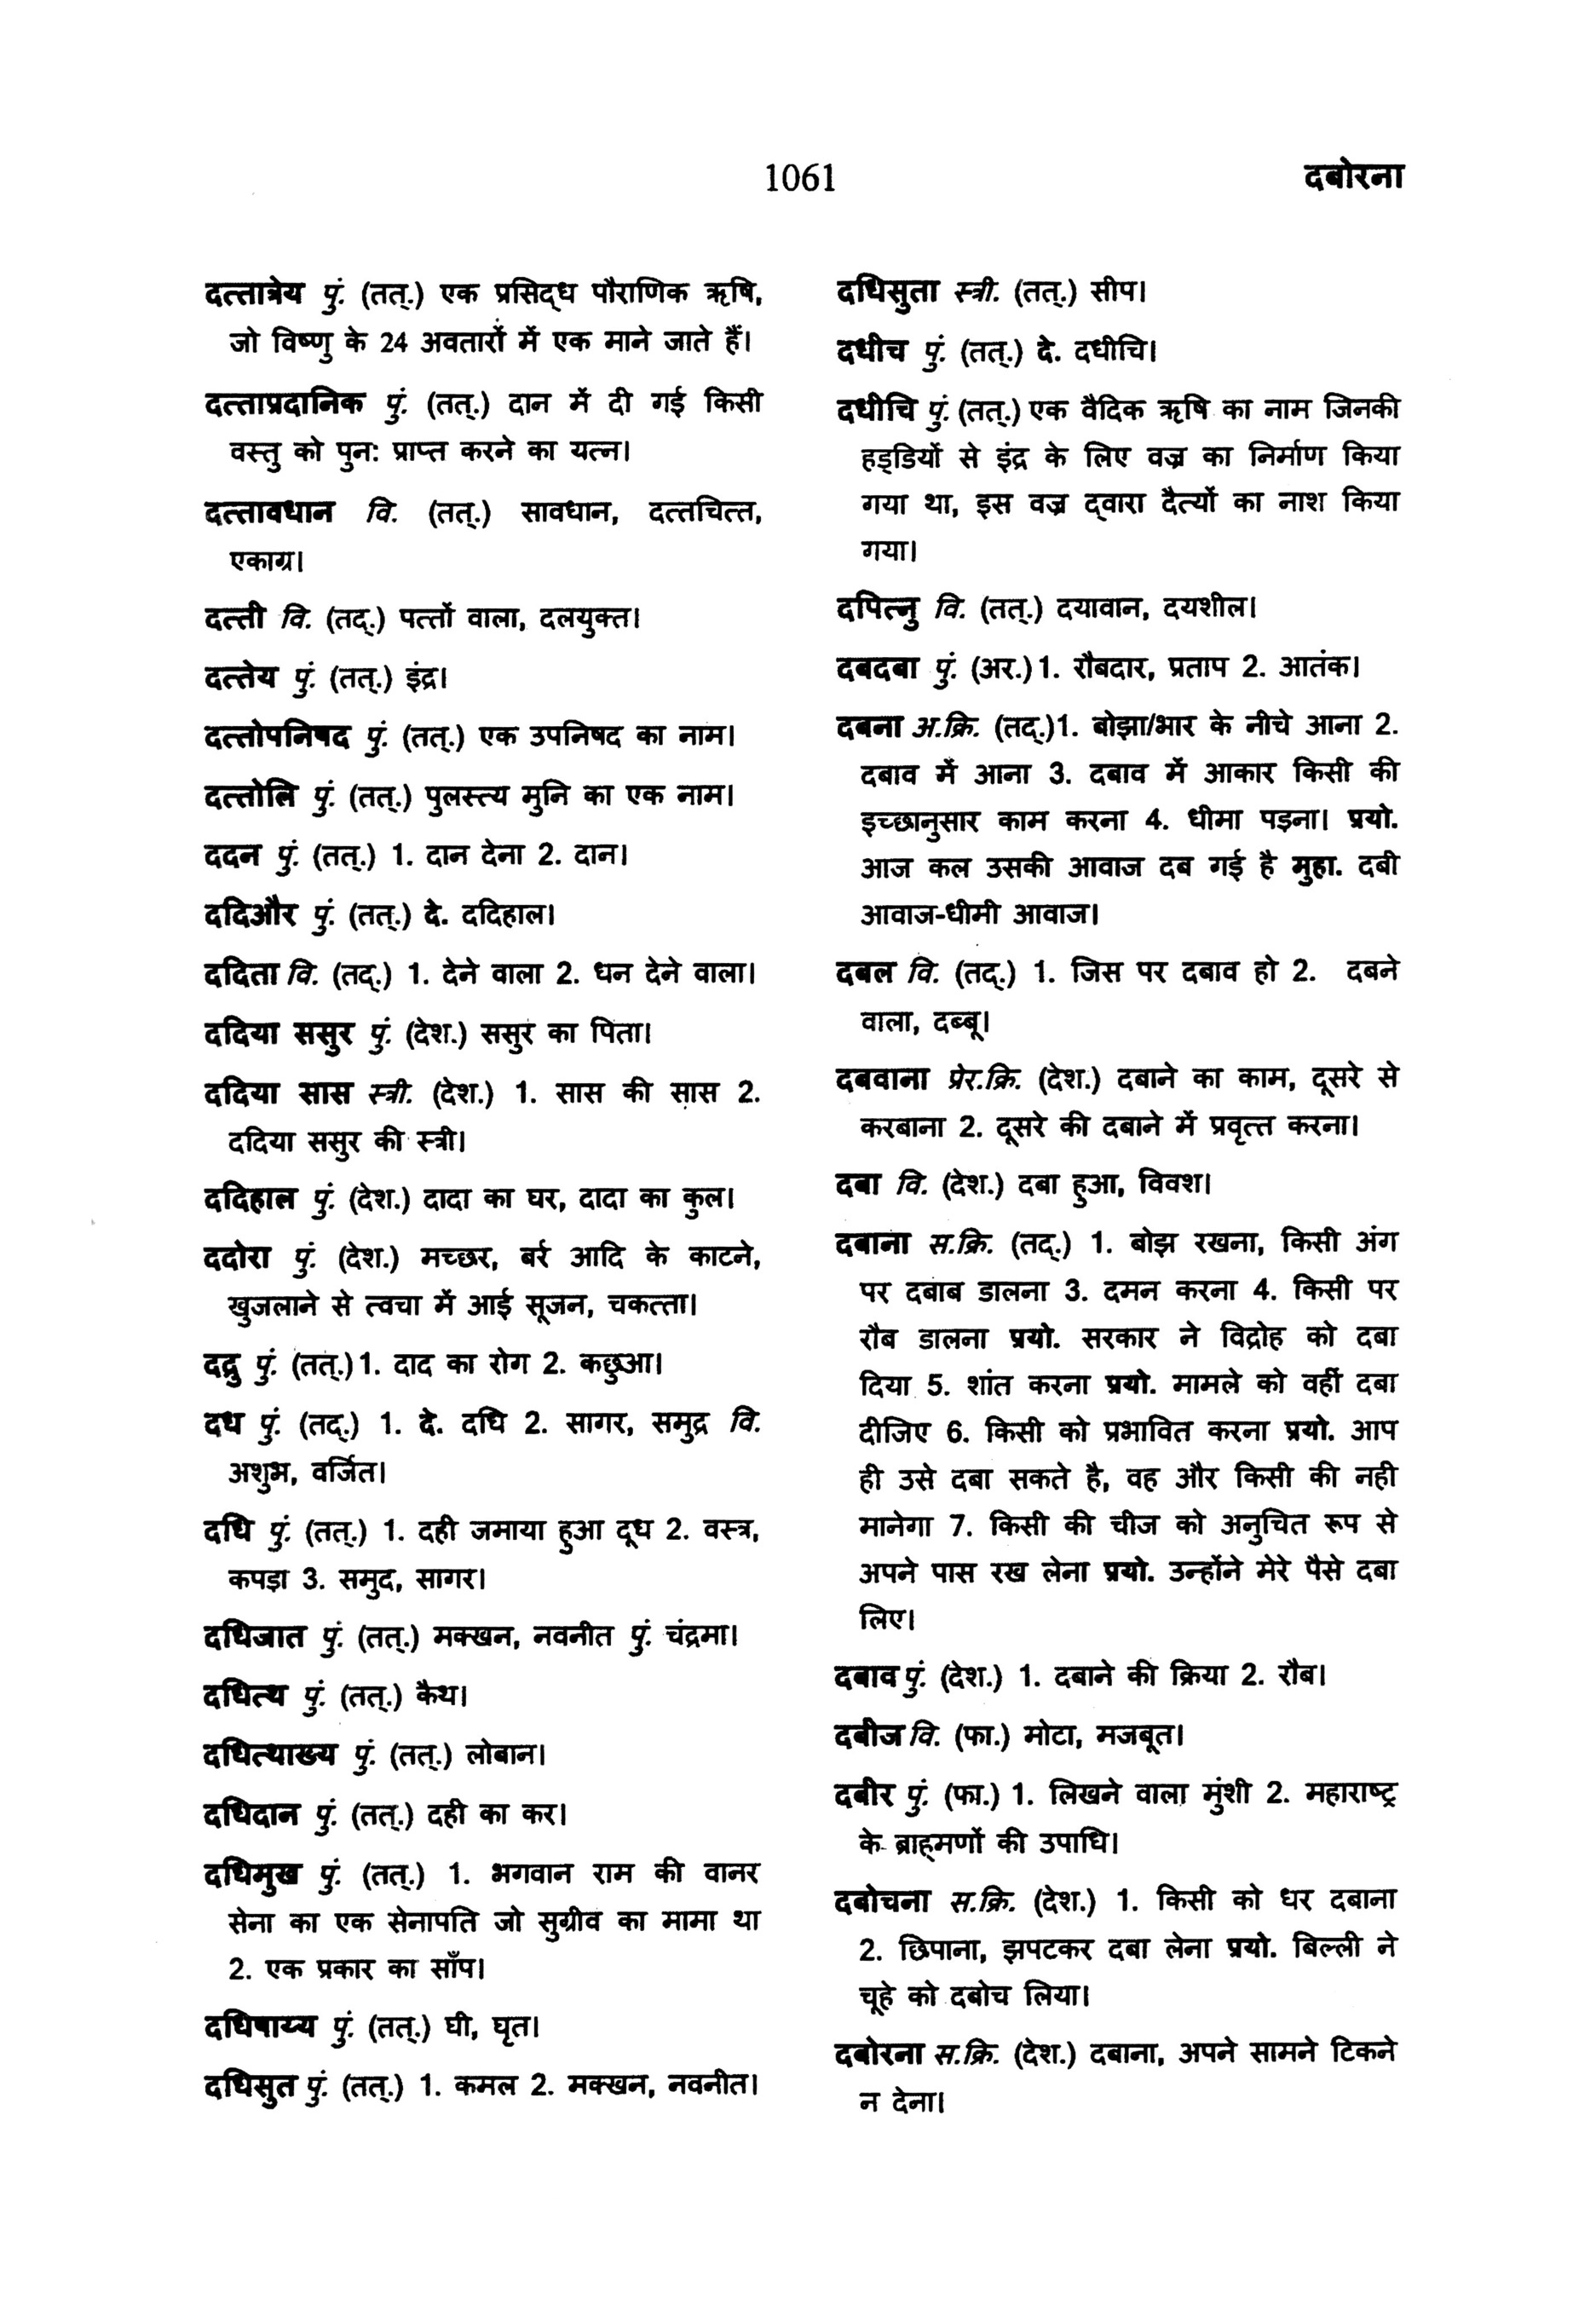 1061
दबोरना
दत्तात्रेय पुं. (तत्.) एक प्रसिद्ध पौराणिक ऋषि,
जो विष्णु के 24 अवतारों में एक माने जाते हैं।
दत्ताप्रदानिक पुं. (तत्.) दान में दी गई किसी
वस्तु को पुन: प्राप्त करने का यत्न।
दत्तावधान वि. (तत्.) सावधान, दत्तचित्त,
एकाग्र।
दत्ती वि. (तद्.) पत्तों वाला, दलयुक्त।
दत्तेय पुं. (तत्.) इंद्र।
दत्तोपनिषद पुं. (तत्.) एक उपनिषद का नाम।
दत्तोलि पुं. (तत्.) पुलस्त्य मुनि का एक नाम।
ददन पुं. (तत्.) 1. दान देना 2. दान।
ददिऔर पुं. (तत्.) दे. ददिहाल।
ददिता वि. (तद्.) 1. देने वाला 2. धन देने वाला।
ददिया ससुर पुं. (देश.) ससुर का पिता।
ददिया सास स्त्री. (देश.) 1. सास की सास 2.
ददिया ससुर की स्त्री।
ददिहाल पुं. (देश.) दादा का घर, दादा का कुल।
ददोरा पुं. (देश.) मच्छर, बर्र आदि के काटने,
खुजलाने से त्वचा में आई सूजन, चकत्ता।
दद्रु पुं. (तत्.) 1. दाद का रोग 2. कछुआ।
दध पुं. (तद्.) 1. दे. दधि 2. सागर, समुद्र वि.
अशुभ, वर्जित।
दधि पुं. (तत्.) 1. दही जमाया हुआ दूध 2. वस्त्र,
कपड़ा 3. समुद, सागर।
दधिजात पुं. (तत्.) मक्खन, नवनीत पुं. चंद्रमा।
दधित्थ पुं. (तत्.) कैथ।
दधित्थाख्य पुं. (तत्.) लोबान।
दधिदान पुं. (तत्.) दही का कर।
दधिमुख पुं. (तत्.) 1. भगवान राम की वानर
सेना का एक सेनापति जो सुग्रीव का मामा था
2. एक प्रकार का साँप।
दधिषाय्य पुं. (तत्.) घी, घृत।
दधिसुत पुं. (तत्.) 1. कमल 2. मक्खन, नवनीत।
दधिसुता स्त्री. (तत्.) सीप।
दधीच पुं. (तत्.) दे. दधीचि।
दधीचि पुं. (तत्.) एक वैदिक ऋषि का नाम जिनकी
हड्डियों से इंद्र के लिए वज्र का निर्माण किया
गया था, इस वज्र द्वारा दैत्यों का नाश किया
गया।
दपित्नु वि. (तत्.) दयावान, दयशील।
दबदबा पुं. (अर.) 1. रौबदार, प्रताप 2. आतंक।
दबना अ.क्रि. (तद्.)1. बोझा/भार के नीचे आना 2.
दबाव में आना 3. दबाव में आकार किसी की
इच्छानुसार काम करना 4. धीमा पड़ना। प्रयो.
आज कल उसकी आवाज दब गई है मुहा. दबी
आवाज-धीमी आवाज।
दबल वि. (तद्.) 1. जिस पर दबाव हो 2. दबने
वाला, दब्बू।
दबवाना प्रेर.क्रि. (देश.) दबाने का काम, दूसरे से
करबाना 2. दूसरे की दबाने में प्रवृत्त करना।
दबा वि. (देश.) दबा हुआ, विवश।
दबाना स.क्रि. (तद्.) 1. बोझ रखना, किसी अंग
पर दबाब डालना 3. दमन करना 4. किसी पर
रौब डालना प्रयो. सरकार ने विद्रोह को दबा
दिया 5. शांत करना प्रयो. मामले को वहीं दबा
दीजिए 6. किसी को प्रभावित करना प्रयो. आप
ही उसे दबा सकते है, वह और किसी की नही
मानेगा 7. किसी की चीज को अनुचित रूप से
अपने पास रख लेना प्रयो. उन्होंने मेरे पैसे दबा
लिए।
दबाव पुं. (देश.) 1. दबाने की क्रिया 2. रौब।
दबीज वि. (फा.) मोटा, मजबूत।
दबीर पुं. (फा.) 1. लिखने वाला मुंशी 2. महाराष्ट्र
के ब्राह्मणों की उपाधि।
दबोचना स.क्रि. (देश.) 1. किसी को धर दबाना
2. छिपाना, झपटकर दबा लेना प्रयो. बिल्ली ने
चूहे को दबोच लिया।
दबोरना स.क्रि. (देश.) दबाना, अपने सामने टिकने
न देना।